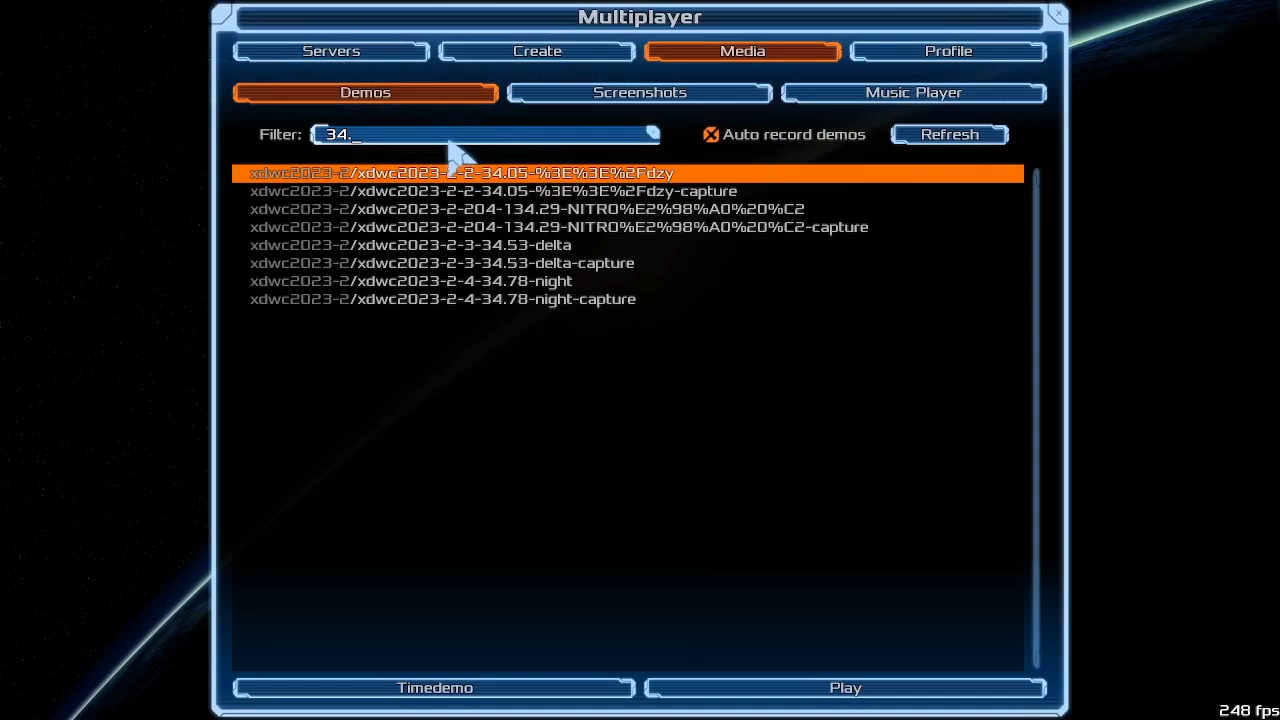 Multiplayer
Servers Create Media Profile
Demos Screenshots Music Player
Filter: 34._ Auto record demos Refresh
xdwc2023-2/xdwc2023-2-2-34.05-%3E%3E%2Fdzy
xdwc2023-2/xdwc2023-2-2-34.05-%3E%3E%2Fdzy-capture
xdwc2023-2/xdwc2023-2-204-134.29-NITRO%E2%98%A0%20%C2
xdwc2023-2/xdwc2023-2-204-134.29-NITRO%E2%98%A0%20%C2-capture
xdwc2023-2/xdwc2023-2-3-34.53-delta
xdwc2023-2/xdwc2023-2-3-34.53-delta-capture
xdwc2023-2/xdwc2023-2-4-34.78-night
xdwc2023-2/xdwc2023-2-4-34.78-night-capture
Timedemo Play
248 fps